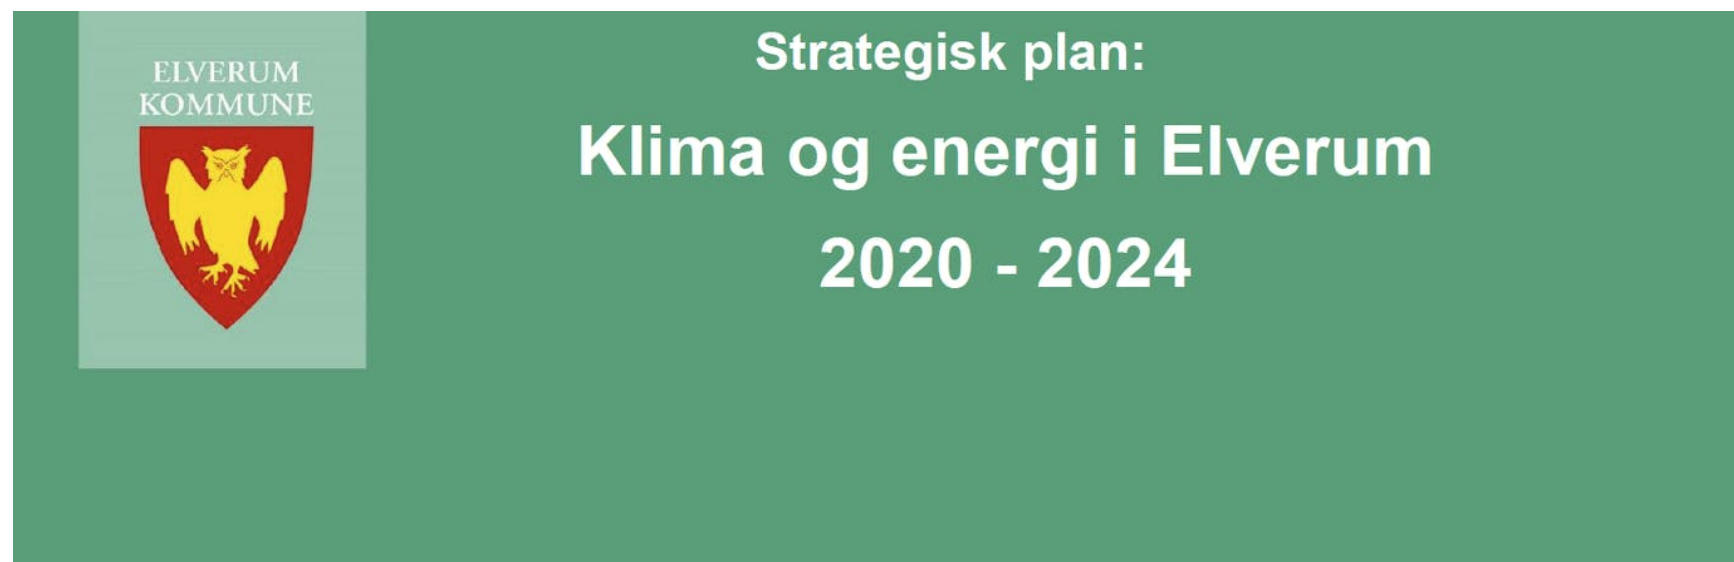 ELVERUM
KOMMUNE
Strategisk plan:
Klima og energi i Elverum
2020 - 2024